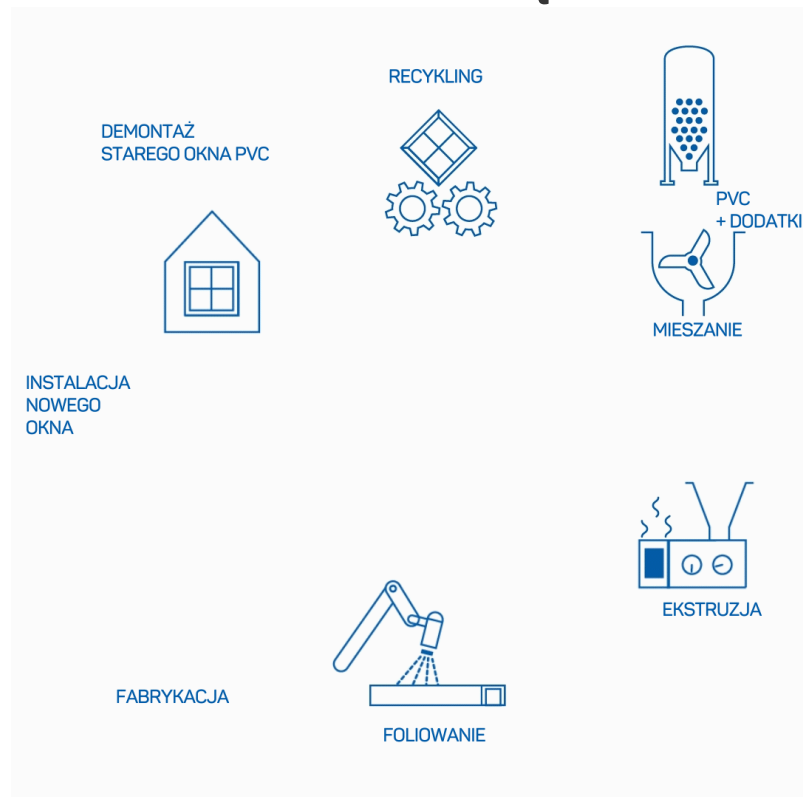 RECYKLING
DEMONTAŻ
STAREGO OKNA PVC
PVC
+ DODATKI
MIESZANIE
INSTALACJA
NOWEGO
OKNA
EKSTRUZJA
FABRYKACJA
FOLIOWANIE